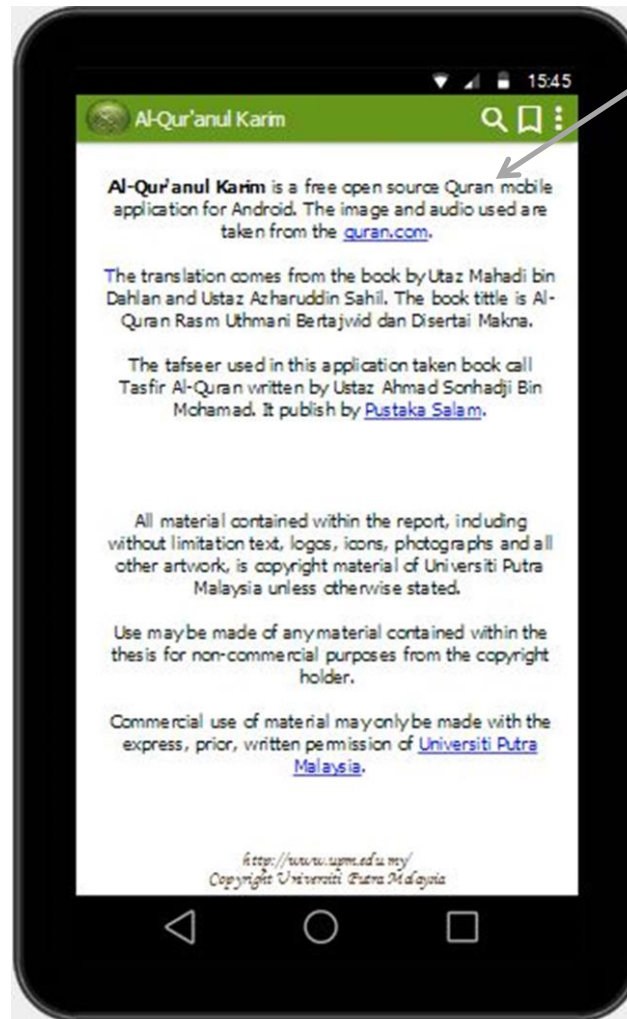 15:45
Al-Qur'anul Karim
Al-Qur'anul Karim is a free open source Quran mobile
application for Android. The image and audio used are
taken from the quran.com.
The translation comes from the book by Utaz Mahadi bin
Dahlan and Ustaz Azharuddin Sahil. The book tittle is Al-
Quran Rasm Uthmani Bertajwid dan Disertai Makna.
The tafseer used in this application taken book call
Tasfir Al-Quran written by Ustaz Ahmad Sonhadji Bin
Mohamad. It publish by Pustaka Salam.
All material contained within the report, including
without limitation text, logos, icons, photographs and all
other artwork, is copyright material of Universiti Putra
Malaysia unless otherwise stated.
Use may be made of any material contained within the
thesis for non-commercial purposes from the copyright
holder.
Commercial use of material may only be made with the
express, prior, written permission of Universiti Putra
Malaysia.
http://www.upm.edu.my/
Copyright Universiti Putra Malaysia